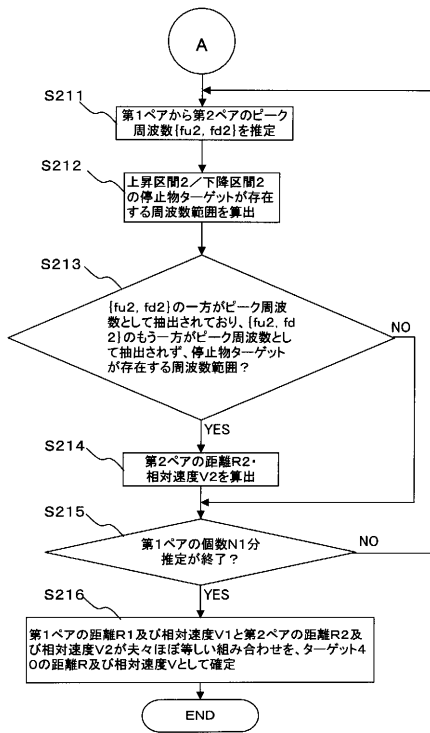 A
S211
第1ペアから第2ペアのピーク
周波数{fu2, fd2}を推定
S212
上昇区間2／下降区間2
の停止物ターゲットが存在
する周波数範囲を算出
S213
{fu2, fd2}の一方がピーク周波
数として抽出されており、{fu2, fd
2}のもう一方がピーク周波数とし
て抽出されず、停止物ターゲット
が存在する周波数範囲？
NO
YES
S214
第2ペアの距離R2・
相対速度V2を算出
S215
第1ペアの個数N1分
推定が終了？
NO
YES
S216
第1ペアの距離R1及び相対速度V1と第2ペアの距離R2及
び相対速度V2が夫々ほぼ等しい組み合わせを、ターゲット4
0の距離R及び相対速度Vとして確定
END